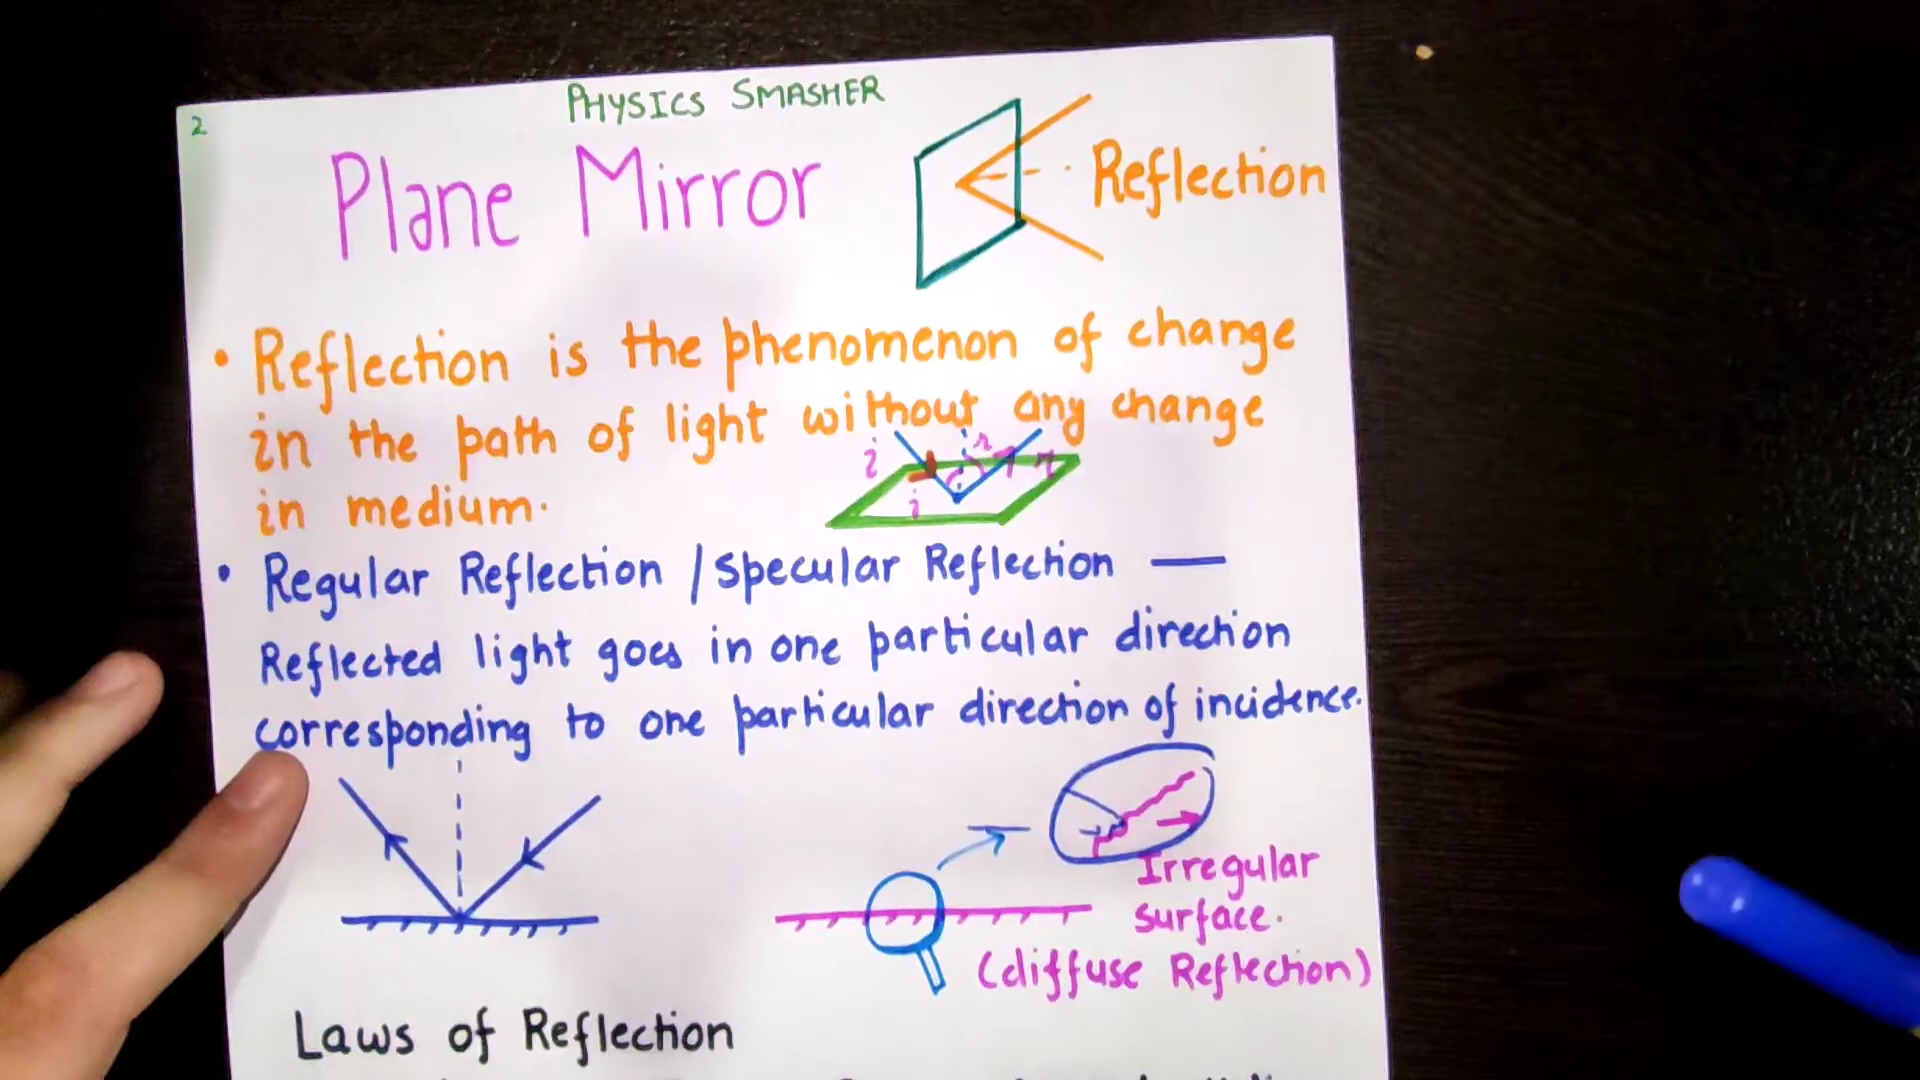 2
PHYSICS SMASHER
Plane Mirror
Reflection
• Reflection is the phenomenon of change
in the path of light without any change
in medium.
i
r
i
r
• Regular Reflection / Specular Reflection —
Reflected light goes in one particular direction
corresponding to one particular direction of incidence.
Irregular
surface.
(diffuse Reflection)
Laws of Reflection